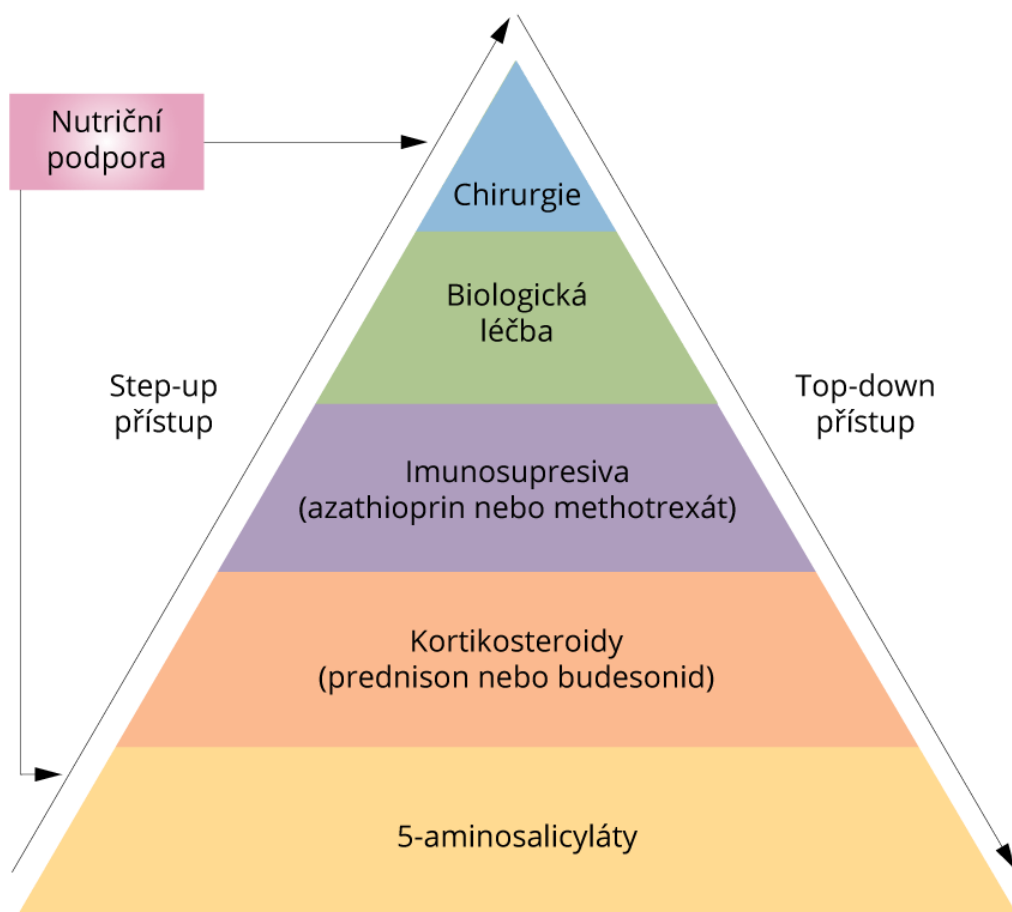 Nutriční
podpora
Chirurgie
Biologická
léčba
Step-up
přístup
Top-down
přístup
Imunosupresiva
(azathioprin nebo methotrexát)
Kortikosteroidy
(prednison nebo budesonid)
5-aminosalicyláty